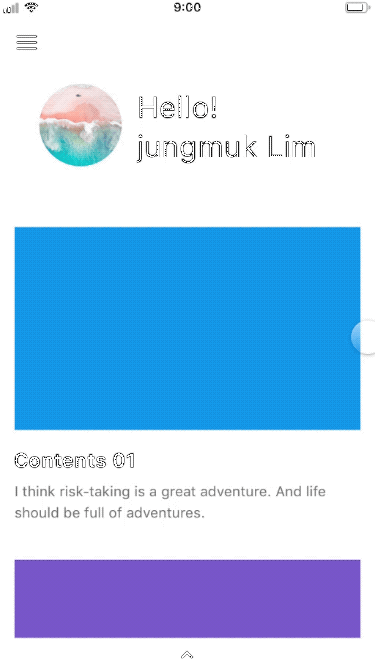 9:00
Hello!
jungmuk Lim
Contents 01
I think risk-taking is a great adventure. And life
should be full of adventures.